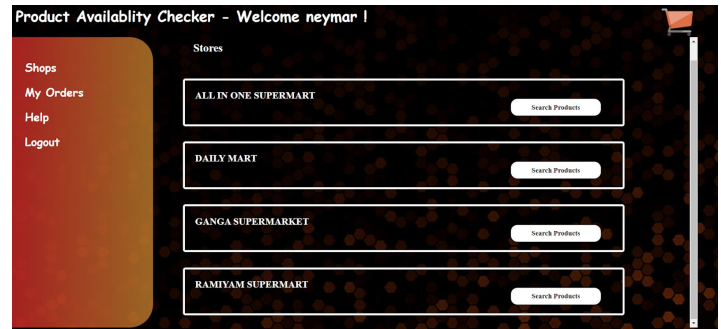 Product Availablity Checker - Welcome neymar !
Shops
My Orders
Help
Logout
Stores
ALL IN ONE SUPERMART
Search Products
DAILY MART
Search Products
GANGA SUPERMARKET
Search Products
RAMIYAM SUPERMART
Search Products